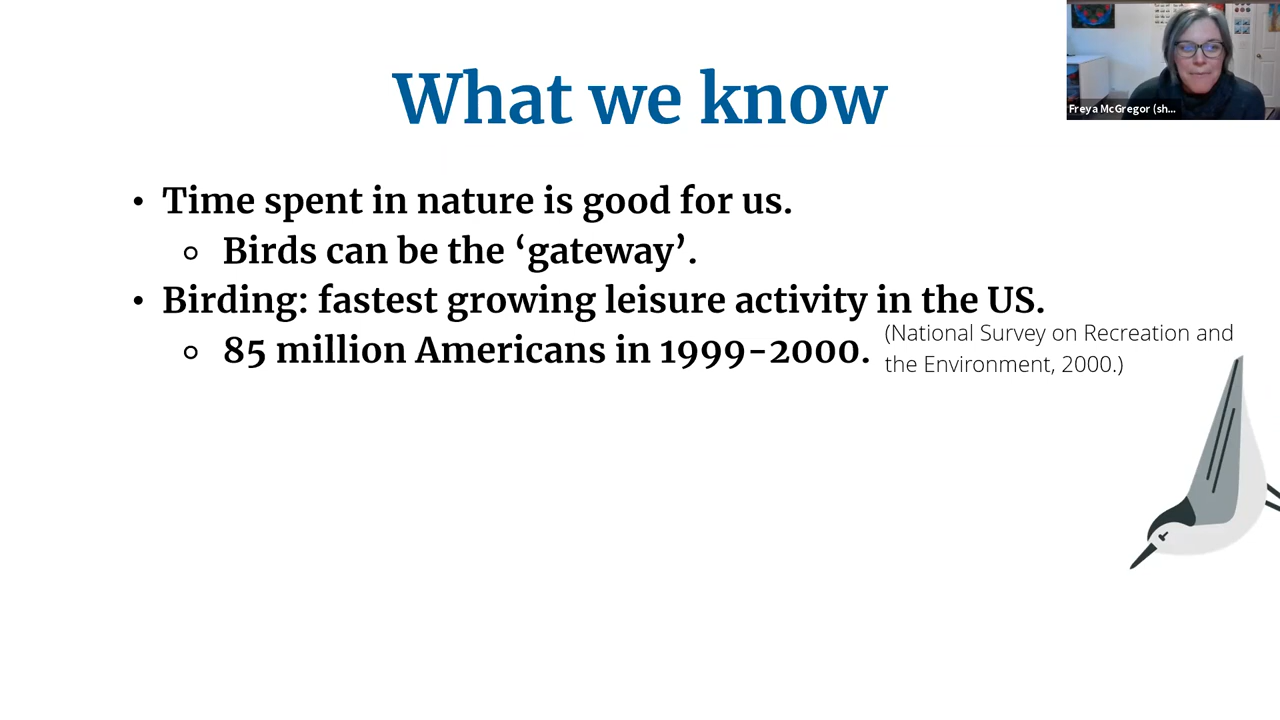 What we know
• Time spent in nature is good for us.
○ Birds can be the ‘gateway’.
• Birding: fastest growing leisure activity in the US.
○ 85 million Americans in 1999-2000.
(National Survey on Recreation and
the Environment, 2000.)
Freya McGregor (sh...